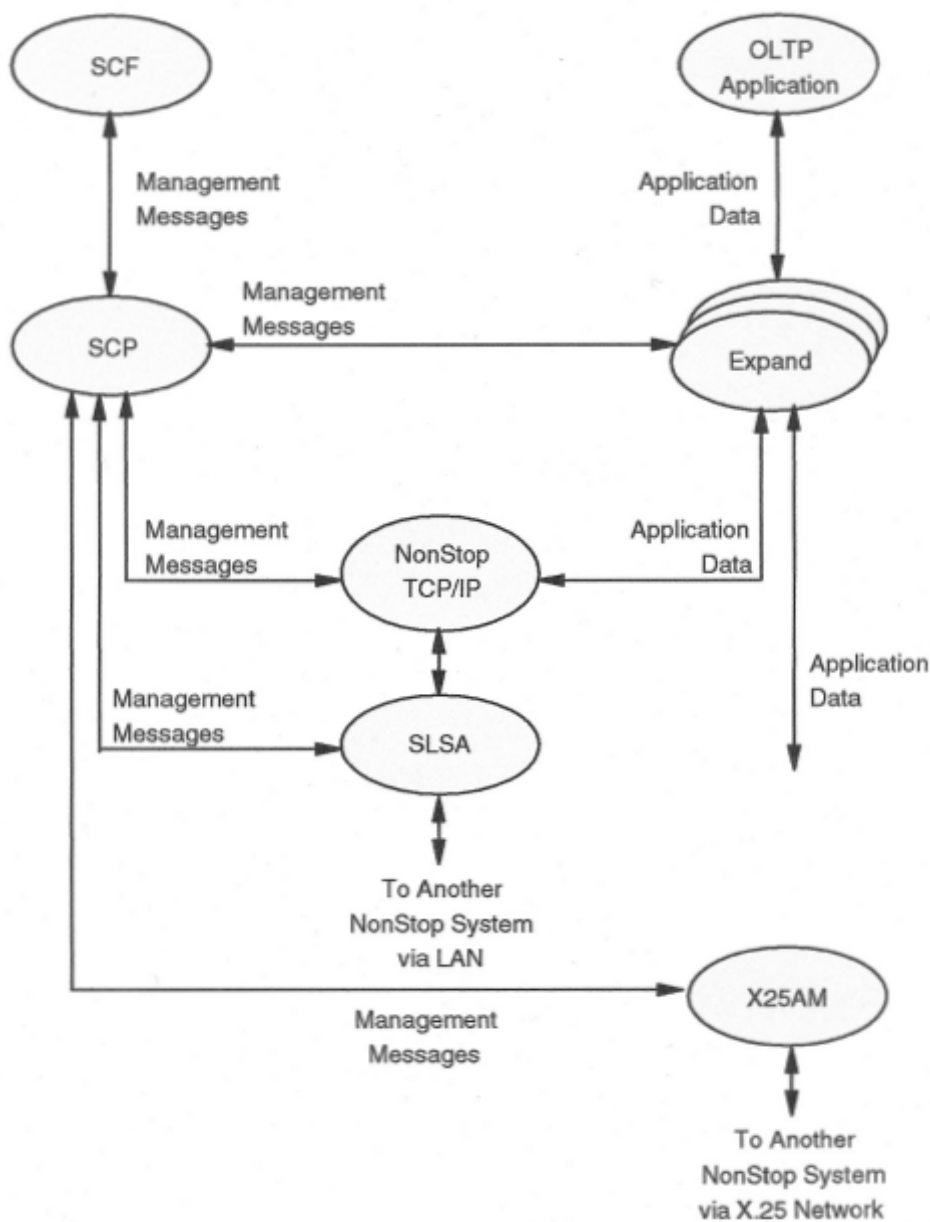 SCF
OLTP
Application
Management
Messages
Application
Data
Management
Messages
SCP
Expand
Management
Messages
NonStop
TCP/IP
Application
Data
Management
Messages
SLSA
Application
Data
To Another
NonStop System
via LAN
X25AM
Management
Messages
To Another
NonStop System
via X.25 Network